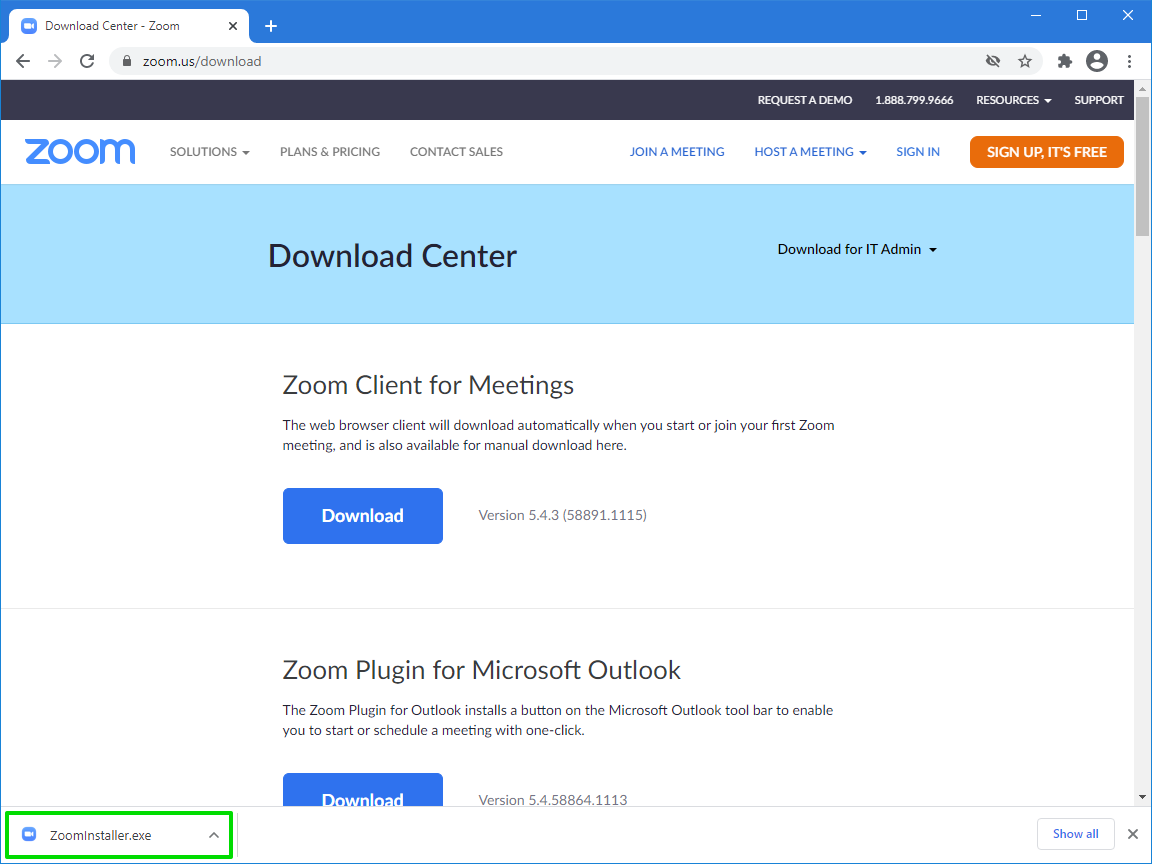 Download Center - Zoom
zoom.us/download
REQUEST A DEMO 1.888.799.9666 RESOURCES SUPPORT
zoom SOLUTIONS PLANS & PRICING CONTACT SALES JOIN A MEETING HOST A MEETING SIGN IN SIGN UP, IT'S FREE
Download Center
Download for IT Admin
Zoom Client for Meetings
The web browser client will download automatically when you start or join your first Zoom
meeting, and is also available for manual download here.
Download Version 5.4.3 (58891.1115)
Zoom Plugin for Microsoft Outlook
The Zoom Plugin for Outlook installs a button on the Microsoft Outlook tool bar to enable
you to start or schedule a meeting with one-click.
Download Version 5.4.58864.1113
ZoomInstaller.exe Show all